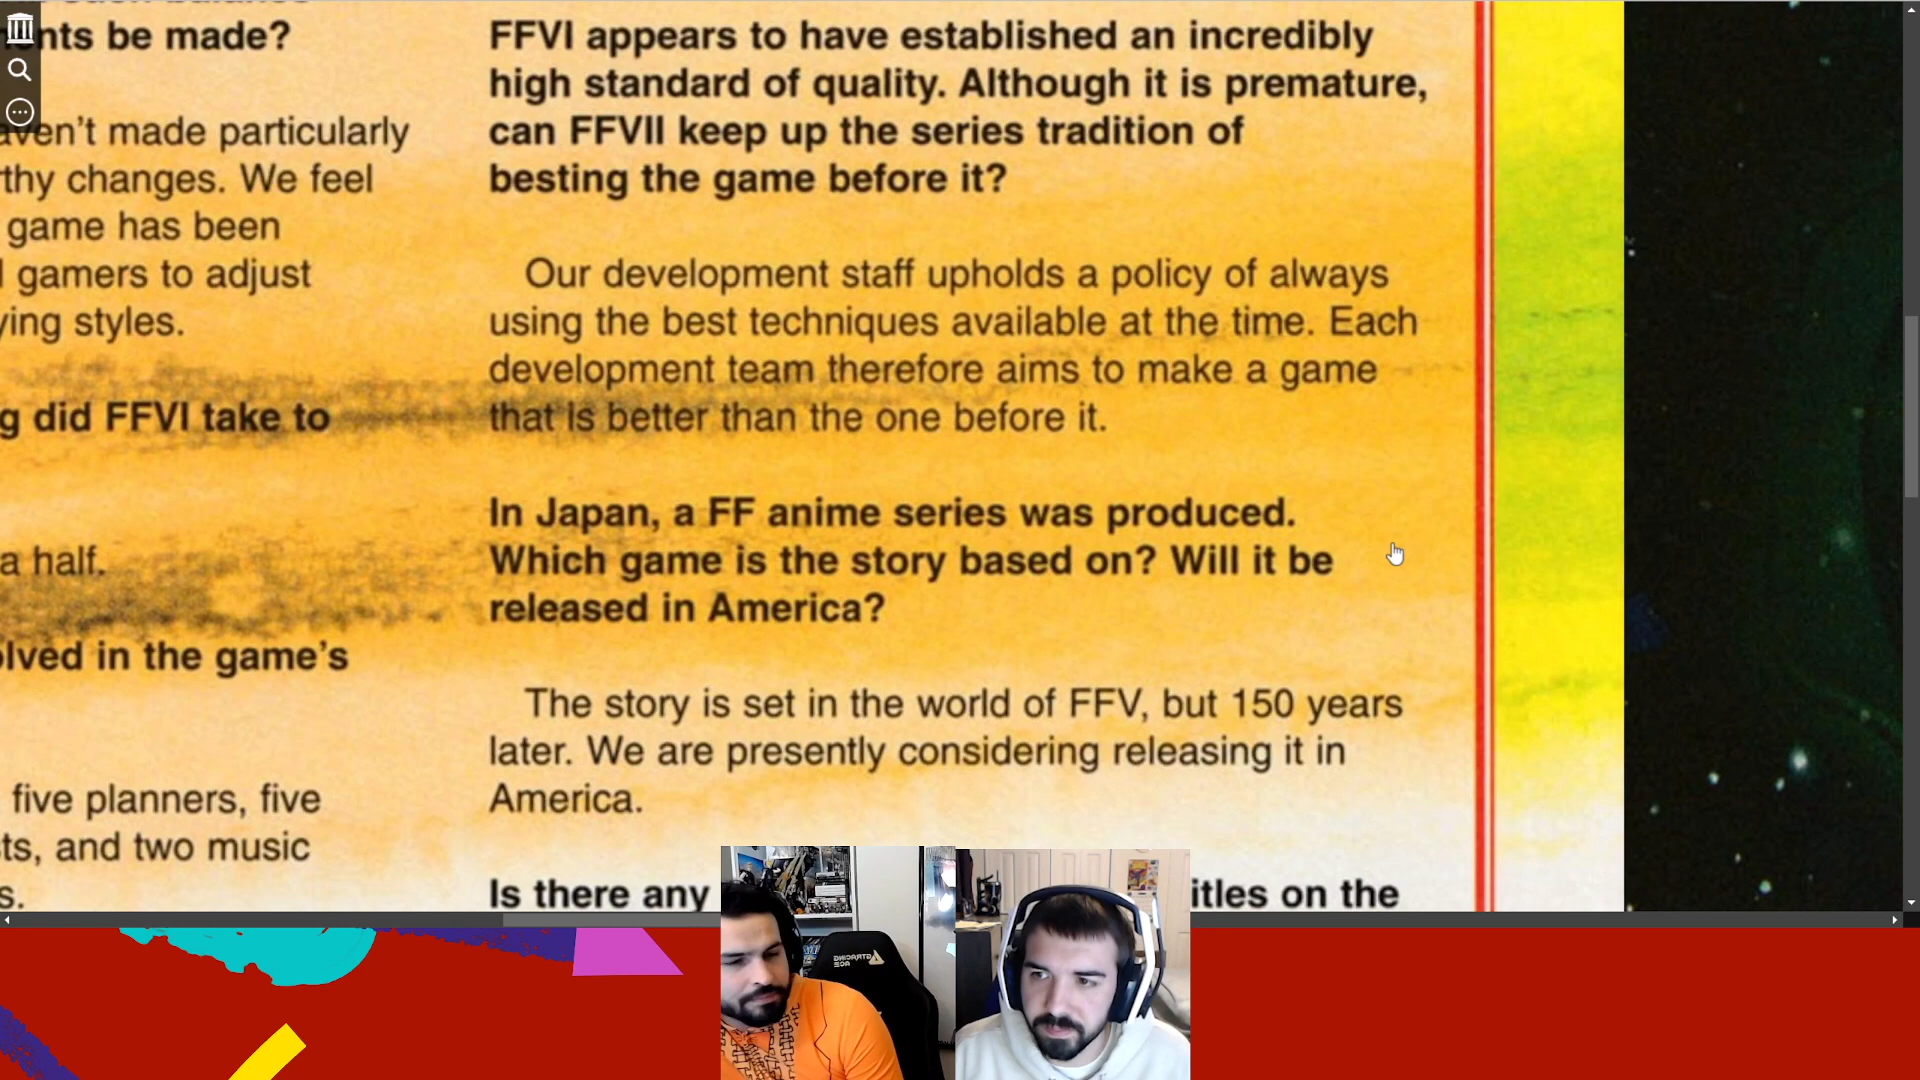 nts be made?
aven't made particularly
thy changes. We feel
game has been
gamers to adjust
ying styles.
g did FFVI take to
a half.
olved in the game's
five planners, five
ts, and two music
s.
FFVI appears to have established an incredibly
high standard of quality. Although it is premature,
can FFVII keep up the series tradition of
besting the game before it?
Our development staff upholds a policy of always
using the best techniques available at the time. Each
development team therefore aims to make a game
that is better than the one before it.
In Japan, a FF anime series was produced.
Which game is the story based on? Will it be
released in America?
The story is set in the world of FFV, but 150 years
later. We are presently considering releasing it in
America.
Is there any
itles on the
GTRACING
ACE